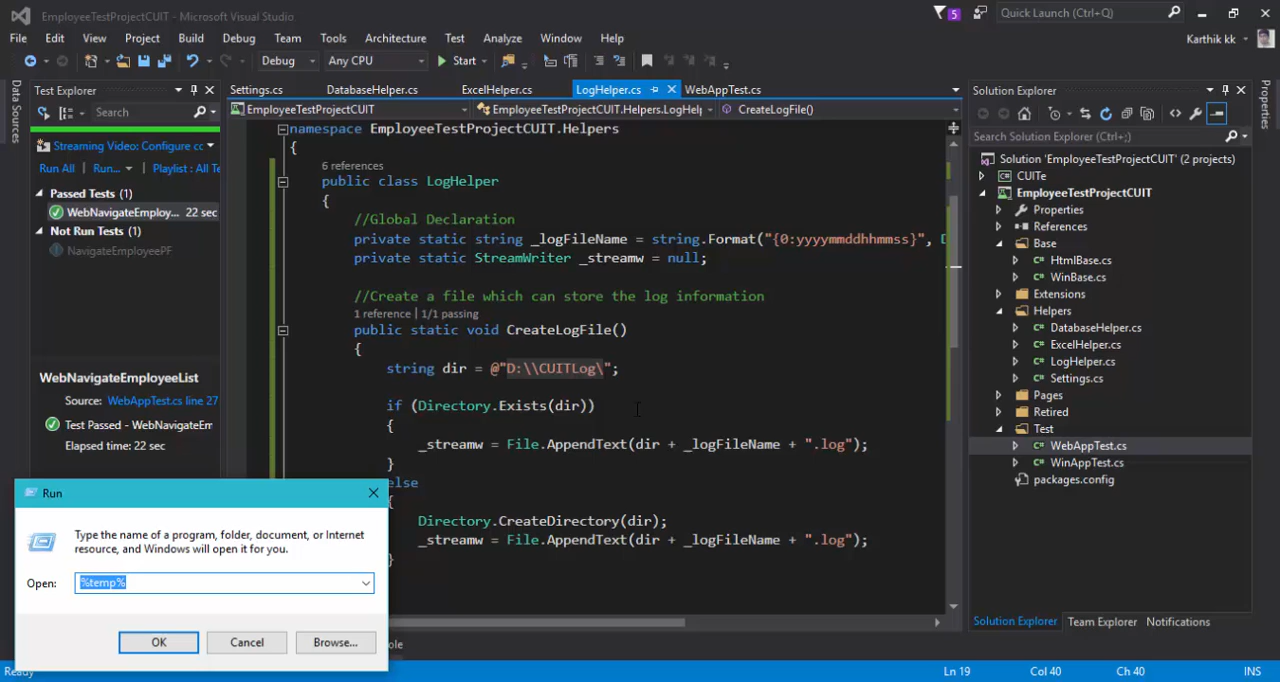 EmployeeTestProjectCUIT - Microsoft Visual Studio
5
Quick Launch (Ctrl+Q)
File Edit View Project Build Debug Team Tools Architecture Test Analyze Window Help
Karthik kk
Debug Any CPU Start
Data Sources
Test Explorer
Search
Streaming Video: Configure cc
Run All Run... Playlist : All Te
Passed Tests (1)
WebNavigateEmploy... 22 sec
Not Run Tests (1)
NavigateEmployeePF
WebNavigateEmployeeList
Source: WebAppTest.cs line 27
Test Passed - WebNavigateEm
Elapsed time: 22 sec
Settings.cs DatabaseHelper.cs ExcelHelper.cs LogHelper.cs WebAppTest.cs
EmployeeTestProjectCUIT EmployeeTestProjectCUIT.Helpers.LogHelp CreateLogFile()
namespace EmployeeTestProjectCUIT.Helpers
{
6 references
public class LogHelper
{
//Global Declaration
private static string _logFileName = string.Format("{0:yyyymmddhhmmss}", D
private static StreamWriter _streamw = null;
//Create a file which can store the log information
1 reference | 1/1 passing
public static void CreateLogFile()
{
string dir = @"D:\\CUITLog\";
if (Directory.Exists(dir))
{
_streamw = File.AppendText(dir + _logFileName + ".log");
}
else
{
Directory.CreateDirectory(dir);
_streamw = File.AppendText(dir + _logFileName + ".log");
}
Run
Type the name of a program, folder, document, or Internet
resource, and Windows will open it for you.
Open: %temp%
OK Cancel Browse...
ole
Solution Explorer
Search Solution Explorer (Ctrl+;)
Solution 'EmployeeTestProjectCUIT' (2 projects)
CUITe
EmployeeTestProjectCUIT
Properties
References
Base
HtmlBase.cs
WinBase.cs
Extensions
Helpers
DatabaseHelper.cs
ExcelHelper.cs
LogHelper.cs
Settings.cs
Pages
Retired
Test
WebAppTest.cs
WinAppTest.cs
packages.config
Solution Explorer Team Explorer Notifications
Properties
Ready Ln 19 Col 40 Ch 40 INS